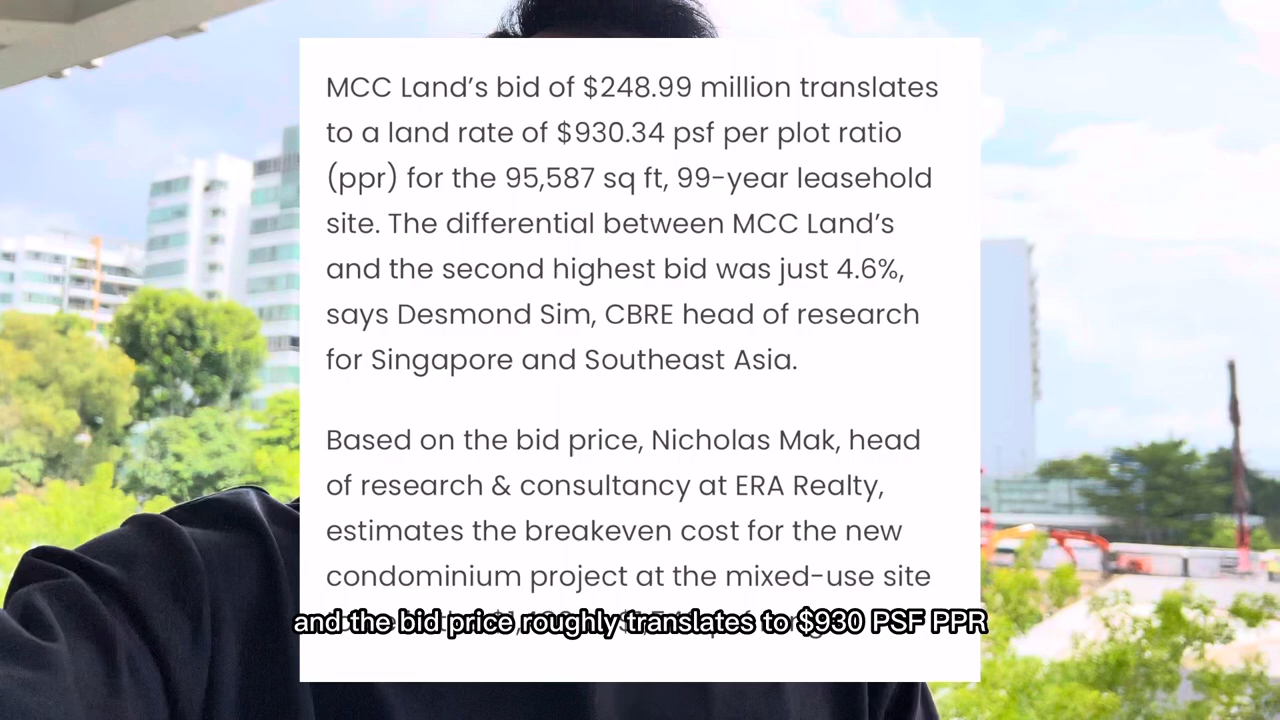 MCC Land’s bid of $248.99 million translates
to a land rate of $930.34 psf per plot ratio
(ppr) for the 95,587 sq ft, 99-year leasehold
site. The differential between MCC Land’s
and the second highest bid was just 4.6%,
says Desmond Sim, CBRE head of research
for Singapore and Southeast Asia.
Based on the bid price, Nicholas Mak, head
of research & consultancy at ERA Realty,
estimates the breakeven cost for the new
condominium project at the mixed-use site
and the bid price roughly translates to $930 PSF PPR